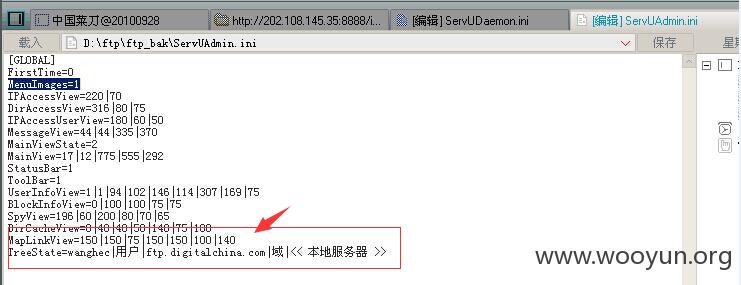 中国菜刀@20100928
http://202.108.145.35:8888/i...
[编辑] ServUDaemon.ini
[编辑] ServUAdmin.ini
载入
D:\ftp\ftp_bak\ServUAdmin.ini
保存
[GLOBAL]
FirstTime=0
MenuImages=1
IPAccessView=220|70
DirAccessView=316|80|75
IPAccessUserView=180|60|50
MessageView=44|44|335|370
MainViewState=2
MainView=17|12|775|555|292
StatusBar=1
ToolBar=1
UserInfoView=1|1|94|102|146|114|307|169|75
BlockInfoView=0|100|75|75
SpyView=196|60|200|80|70|65
DirCacheView=0|40|40|50|140|75|100
MapLinkView=150|150|75|150|150|100|140
TreeState=wanghec|用户|ftp.digitalchina.com|域|<< 本地服务器 >>
www.wooyun.org